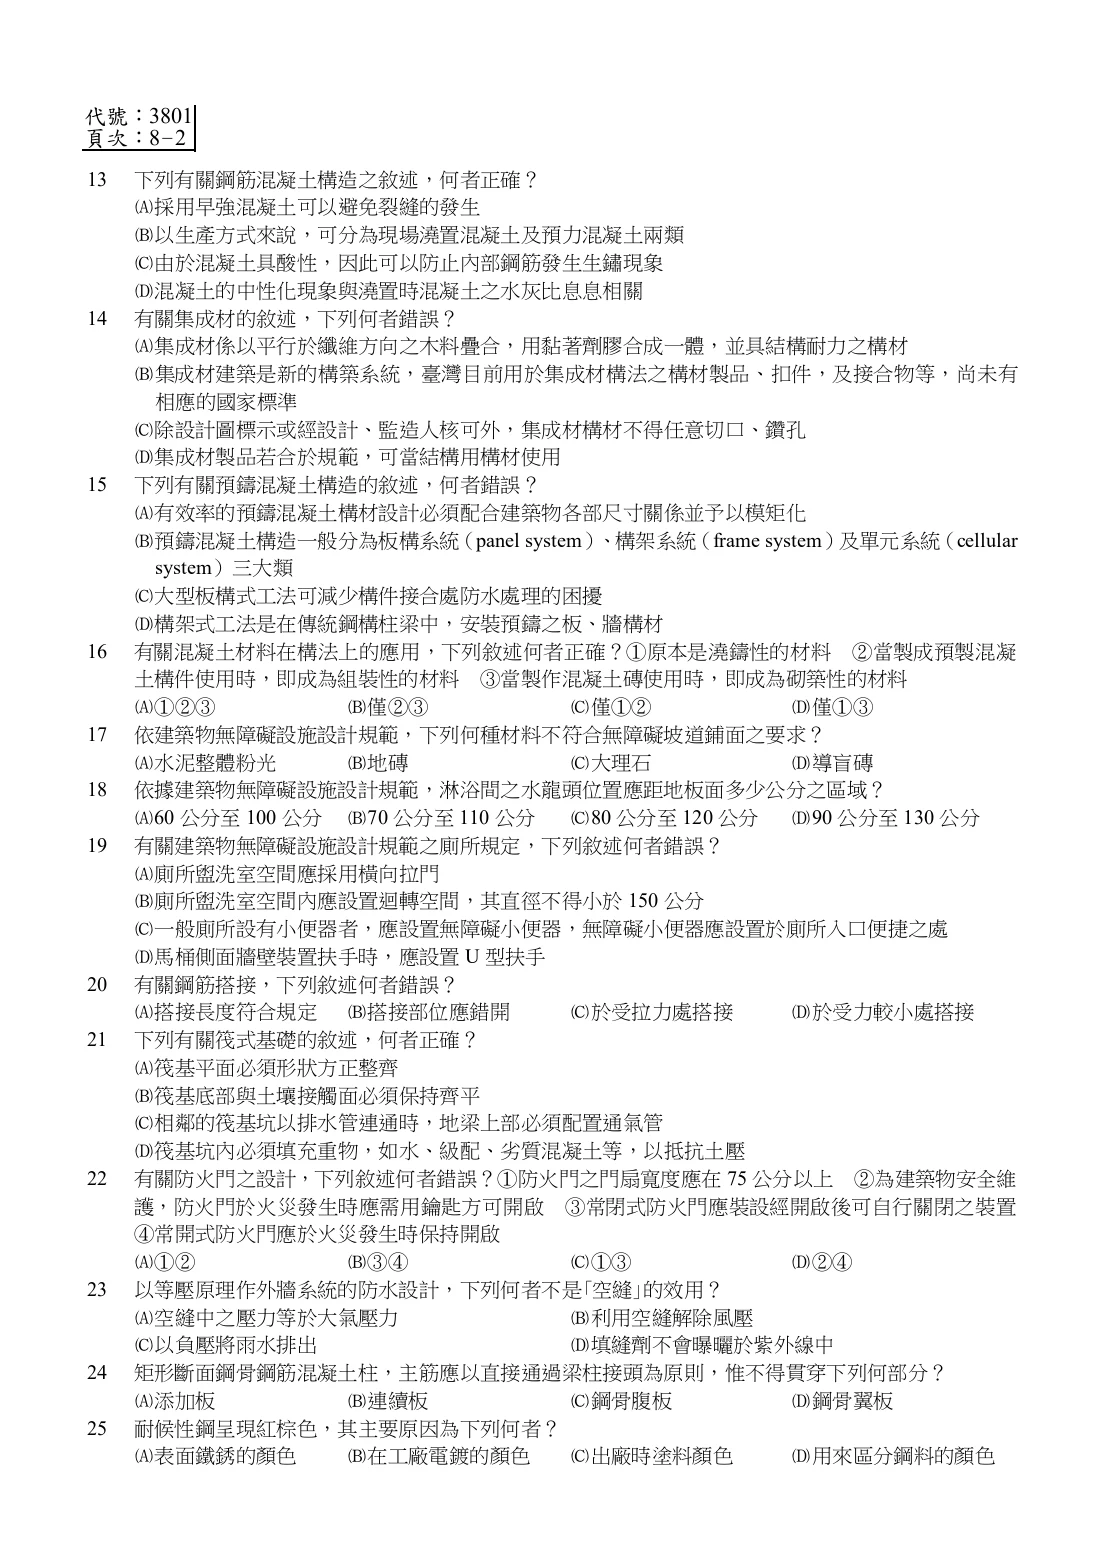 代號：3801
頁次：8－2
13 下列有關鋼筋混凝土構造之敘述，何者正確？
(A)採用早強混凝土可以避免裂縫的發生
(B)以生產方式來說，可分為現場澆置混凝土及預力混凝土兩類
(C)由於混凝土具酸性，因此可以防止內部鋼筋發生生鏽現象
(D)混凝土的中性化現象與澆置時混凝土之水灰比息息相關
14 有關集成材的敘述，下列何者錯誤？
(A)集成材係以平行於纖維方向之木料疊合，用黏著劑膠合成一體，並具結構耐力之構材
(B)集成材建築是新的構築系統，臺灣目前用於集成材構法之構材製品、扣件，及接合物等，尚未有
相應的國家標準
(C)除設計圖標示或經設計、監造人核可外，集成材構材不得任意切口、鑽孔
(D)集成材製品若合於規範，可當結構用構材使用
15 下列有關預鑄混凝土構造的敘述，何者錯誤？
(A)有效率的預鑄混凝土構材設計必須配合建築物各部尺寸關係並予以模矩化
(B)預鑄混凝土構造一般分為板構系統（panel system）、構架系統（frame system）及單元系統（cellular
system）三大類
(C)大型板構式工法可減少構件接合處防水處理的困擾
(D)構架式工法是在傳統鋼構柱梁中，安裝預鑄之板、牆構材
16 有關混凝土材料在構法上的應用，下列敘述何者正確？①原本是澆鑄性的材料 ②當製成預製混凝
土構件使用時，即成為組裝性的材料 ③當製作混凝土磚使用時，即成為砌築性的材料
(A)①②③ (B)僅②③ (C)僅①② (D)僅①③
17 依建築物無障礙設施設計規範，下列何種材料不符合無障礙坡道鋪面之要求？
(A)水泥整體粉光 (B)地磚 (C)大理石 (D)導盲磚
18 依據建築物無障礙設施設計規範，淋浴間之水龍頭位置應距地板面多少公分之區域？
(A)60 公分至 100 公分 (B)70 公分至 110 公分 (C)80 公分至 120 公分 (D)90 公分至 130 公分
19 有關建築物無障礙設施設計規範之廁所規定，下列敘述何者錯誤？
(A)廁所盥洗室空間應採用橫向拉門
(B)廁所盥洗室空間內應設置迴轉空間，其直徑不得小於 150 公分
(C)一般廁所設有小便器者，應設置無障礙小便器，無障礙小便器應設置於廁所入口便捷之處
(D)馬桶側面牆壁裝置扶手時，應設置 U 型扶手
20 有關鋼筋搭接，下列敘述何者錯誤？
(A)搭接長度符合規定 (B)搭接部位應錯開 (C)於受拉力處搭接 (D)於受力較小處搭接
21 下列有關筏式基礎的敘述，何者正確？
(A)筏基平面必須形狀方正整齊
(B)筏基底部與土壤接觸面必須保持齊平
(C)相鄰的筏基坑以排水管連通時，地梁上部必須配置通氣管
(D)筏基坑內必須填充重物，如水、級配、劣質混凝土等，以抵抗土壓
22 有關防火門之設計，下列敘述何者錯誤？①防火門之門扇寬度應在 75 公分以上 ②為建築物安全維
護，防火門於火災發生時應需用鑰匙方可開啟 ③常閉式防火門應裝設經開啟後可自行關閉之裝置
④常開式防火門應於火災發生時保持開啟
(A)①② (B)③④ (C)①③ (D)②④
23 以等壓原理作外牆系統的防水設計，下列何者不是「空縫」的效用？
(A)空縫中之壓力等於大氣壓力 (B)利用空縫解除風壓
(C)以負壓將雨水排出 (D)填縫劑不會曝曬於紫外線中
24 矩形斷面鋼骨鋼筋混凝土柱，主筋應以直接通過梁柱接頭為原則，惟不得貫穿下列何部分？
(A)添加板 (B)連續板 (C)鋼骨腹板 (D)鋼骨翼板
25 耐候性鋼呈現紅棕色，其主要原因為下列何者？
(A)表面鐵銹的顏色 (B)在工廠電鍍的顏色 (C)出廠時塗料顏色 (D)用來區分鋼料的顏色